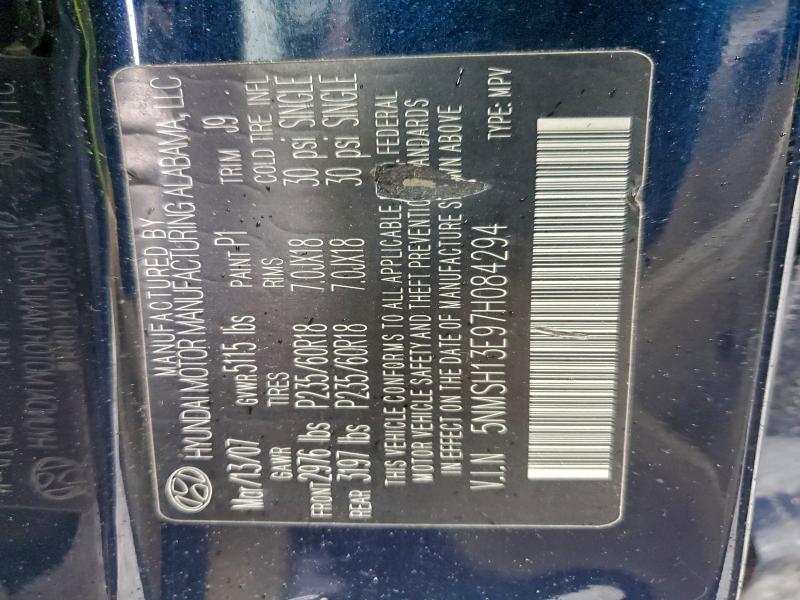 MANUFACTURED BY
HYUNDAI MOTOR MANUFACTURING ALABAMA, LLC
Mar/13/07 GVWR 5115 lbs PAINT-P1 TRIM J9
GAWR TIRES RIMS COLD TIRE INFL
FRONT 2976 lbs P235/60R18 7.0JX18 30 psi SINGLE
REAR 3197 lbs P235/60R18 7.0JX18 30 psi SINGLE
THIS VEHICLE CONFORMS TO ALL APPLICABLE FEDERAL
MOTOR VEHICLE SAFETY AND THEFT PREVENTION STANDARDS
IN EFFECT ON THE DATE OF MANUFACTURE SHOWN ABOVE
V.I.N 5NMSH13E97H084294 TYPE: MPV